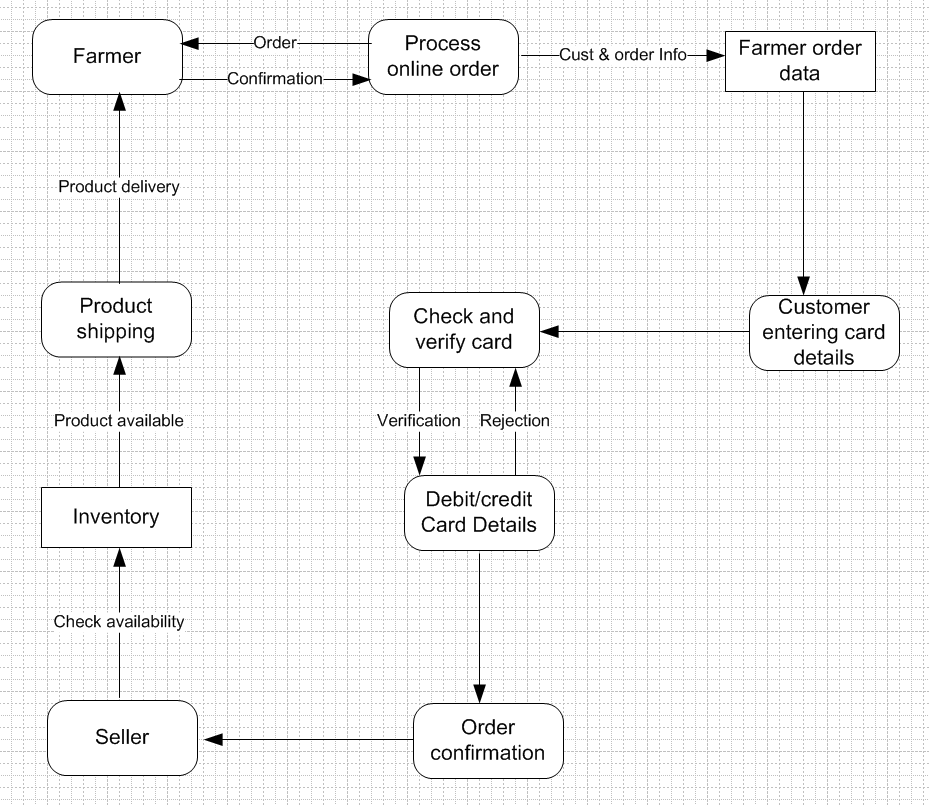 Farmer
Order
Confirmation
Process
online order
Cust & order Info
Farmer order
data
Product delivery
Product
shipping
Check and
verify card
Customer
entering card
details
Product available
Verification
Rejection
Inventory
Debit/credit
Card Details
Check availability
Seller
Order
confirmation